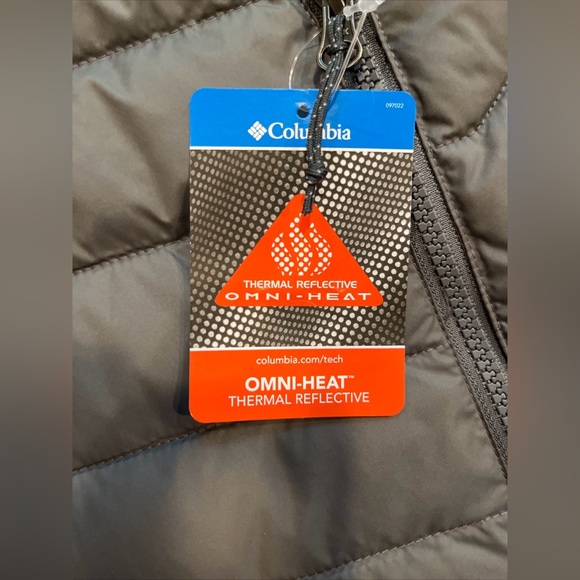 097022
Columbia
THERMAL REFLECTIVE
OMNI-HEAT
columbia.com/tech
OMNI-HEAT™
THERMAL REFLECTIVE